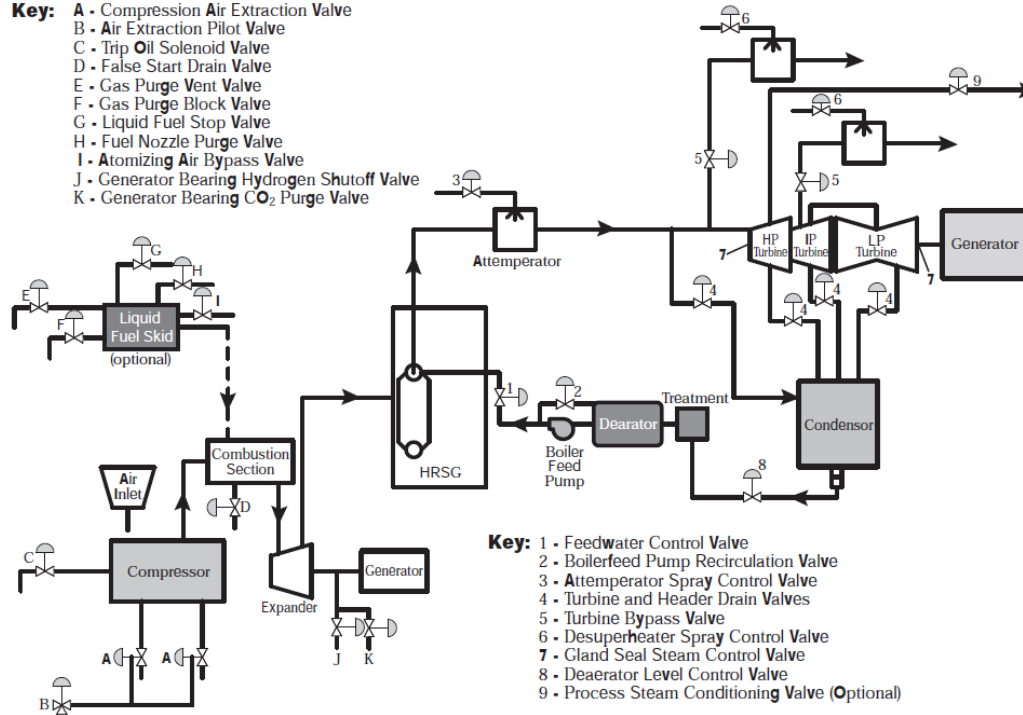 Key: A - Compression Air Extraction Valve
B - Air Extraction Pilot Valve
C - Trip Oil Solenoid Valve
D - False Start Drain Valve
E - Gas Purge Vent Valve
F - Gas Purge Block Valve
G - Liquid Fuel Stop Valve
H - Fuel Nozzle Purge Valve
I - Atomizing Air Bypass Valve
J - Generator Bearing Hydrogen Shutoff Valve
K - Generator Bearing CO₂ Purge Valve
6
9
6
5
5
3
Attemperator
7
HP
Turbine
IP
Turbine
LP
Turbine
7
Generator
G
H
E
I
F
Liquid
Fuel Skid
(optional)
4
4
4
4
1
2
Treatment
Dearator
Condensor
Boiler
Feed
Pump
HRSG
8
Combustion
Section
Air
Inlet
D
C
Compressor
Expander
Generator
A
A
J
K
B
Key: 1 - Feedwater Control Valve
2 - Boilerfeed Pump Recirculation Valve
3 - Attemperator Spray Control Valve
4 - Turbine and Header Drain Valves
5 - Turbine Bypass Valve
6 - Desuperheater Spray Control Valve
7 - Gland Seal Steam Control Valve
8 - Deaerator Level Control Valve
9 - Process Steam Conditioning Valve (Optional)